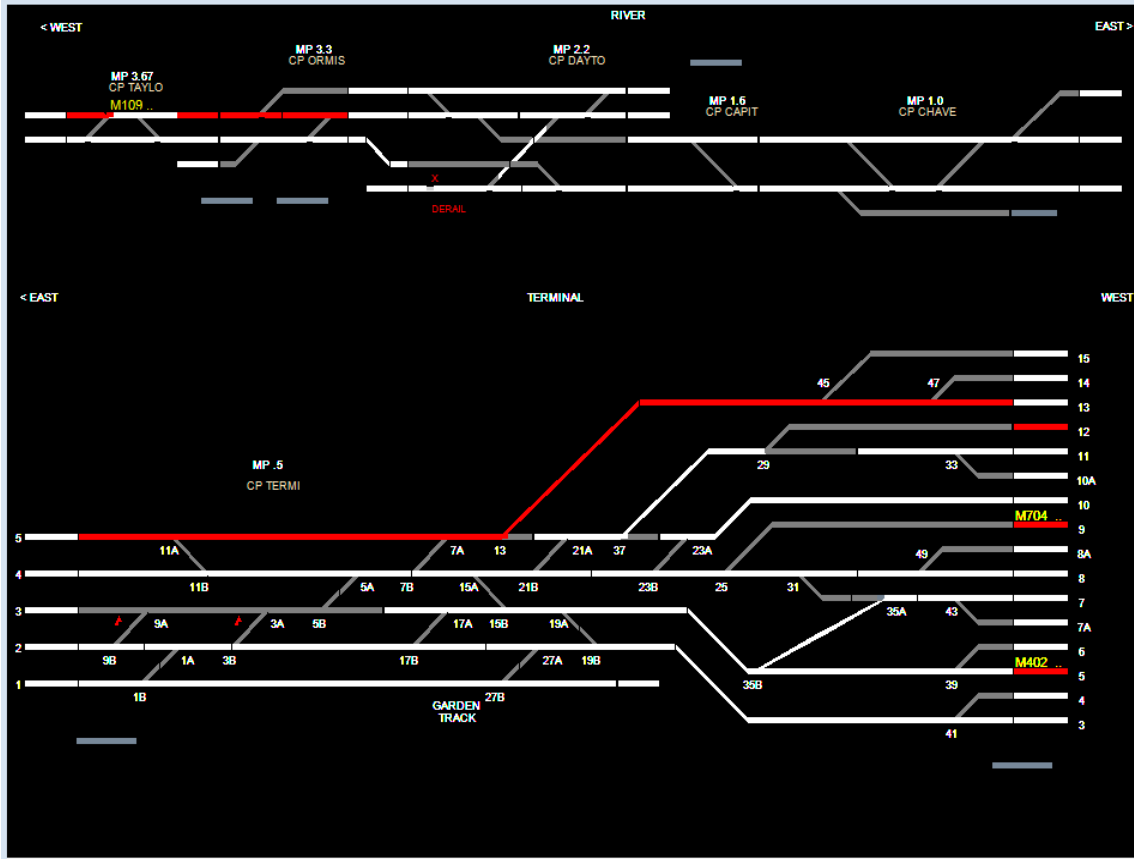 RIVER
< WEST
EAST >
MP 3.3
CP ORMIS
MP 2.2
CP DAYTO
MP 3.67
CP TAYLO
M109 ..
MP 1.6
CP CAPIT
MP 1.0
CP CHAVE
X
DERAIL
< EAST
TERMINAL
WEST
15
45
47
14
13
12
MP .5
29
33
11
CP TERMI
10A
10
M704 ..
9
5
11A
7A
13
21A
37
23A
49
8A
4
11B
5A
7B
15A
21B
23B
25
31
8
3
9A
3A
5B
17A
15B
19A
35A
43
7
7A
2
9B
1A
3B
17B
27A
19B
6
M402 ..
5
1
1B
27B
35B
39
GARDEN
TRACK
4
41
3